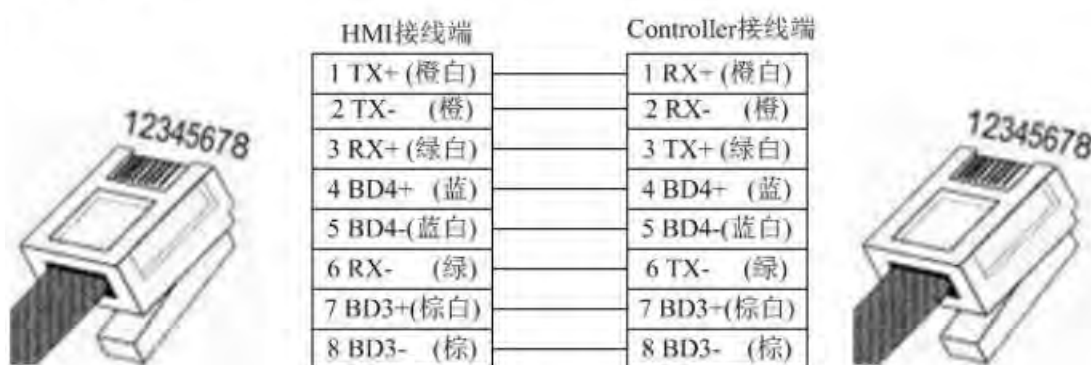 HMI接线端 Controller接线端
1 TX+(橙白) 1 RX+(橙白)
2 TX- (橙) 2 RX- (橙)
3 RX+(绿白) 3 TX+(绿白)
4 BD4+ (蓝) 4 BD4+ (蓝)
5 BD4-(蓝白) 5 BD4-(蓝白)
6 RX- (绿) 6 TX- (绿)
7 BD3+(棕白) 7 BD3+(棕白)
8 BD3- (棕) 8 BD3- (棕)
12345678
12345678